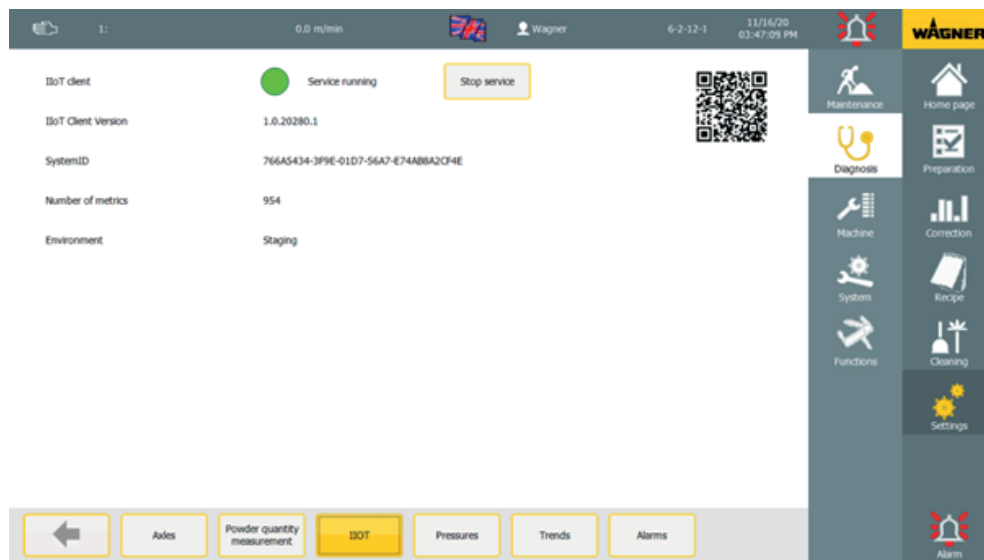 1:
0.0 m/min
Wagner
6-2-12-1
11/16/20
03:47:09 PM
WAGNER
IIoT client
Service running
Stop service
IIoT Client Version
1.0.20280.1
SystemID
766A5434-3F9E-01D7-56A7-E74AB8A2CF4E
Number of metrics
954
Environment
Staging
Maintenance
Diagnosis
Machine
System
Functions
Home page
Preparation
Correction
Recipe
Cleaning
Settings
Alarm
Axles
Powder quantity
measurement
IIOT
Pressures
Trends
Alarms